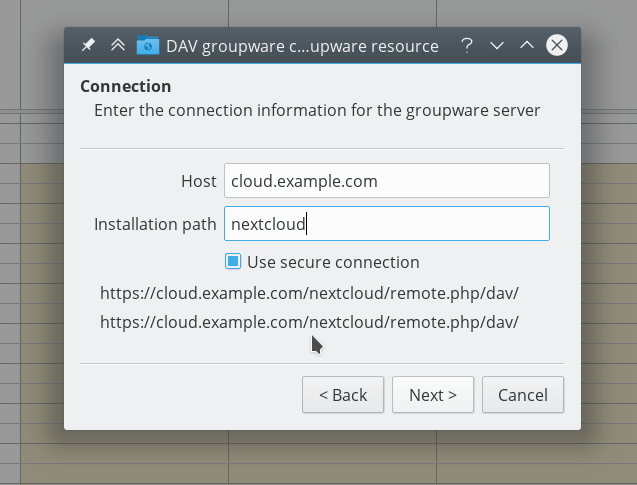 DAV groupware c...upware resource
Connection
Enter the connection information for the groupware server
Host cloud.example.com
Installation path nextcloud
Use secure connection
https://cloud.example.com/nextcloud/remote.php/dav/
https://cloud.example.com/nextcloud/remote.php/dav/
< Back Next > Cancel